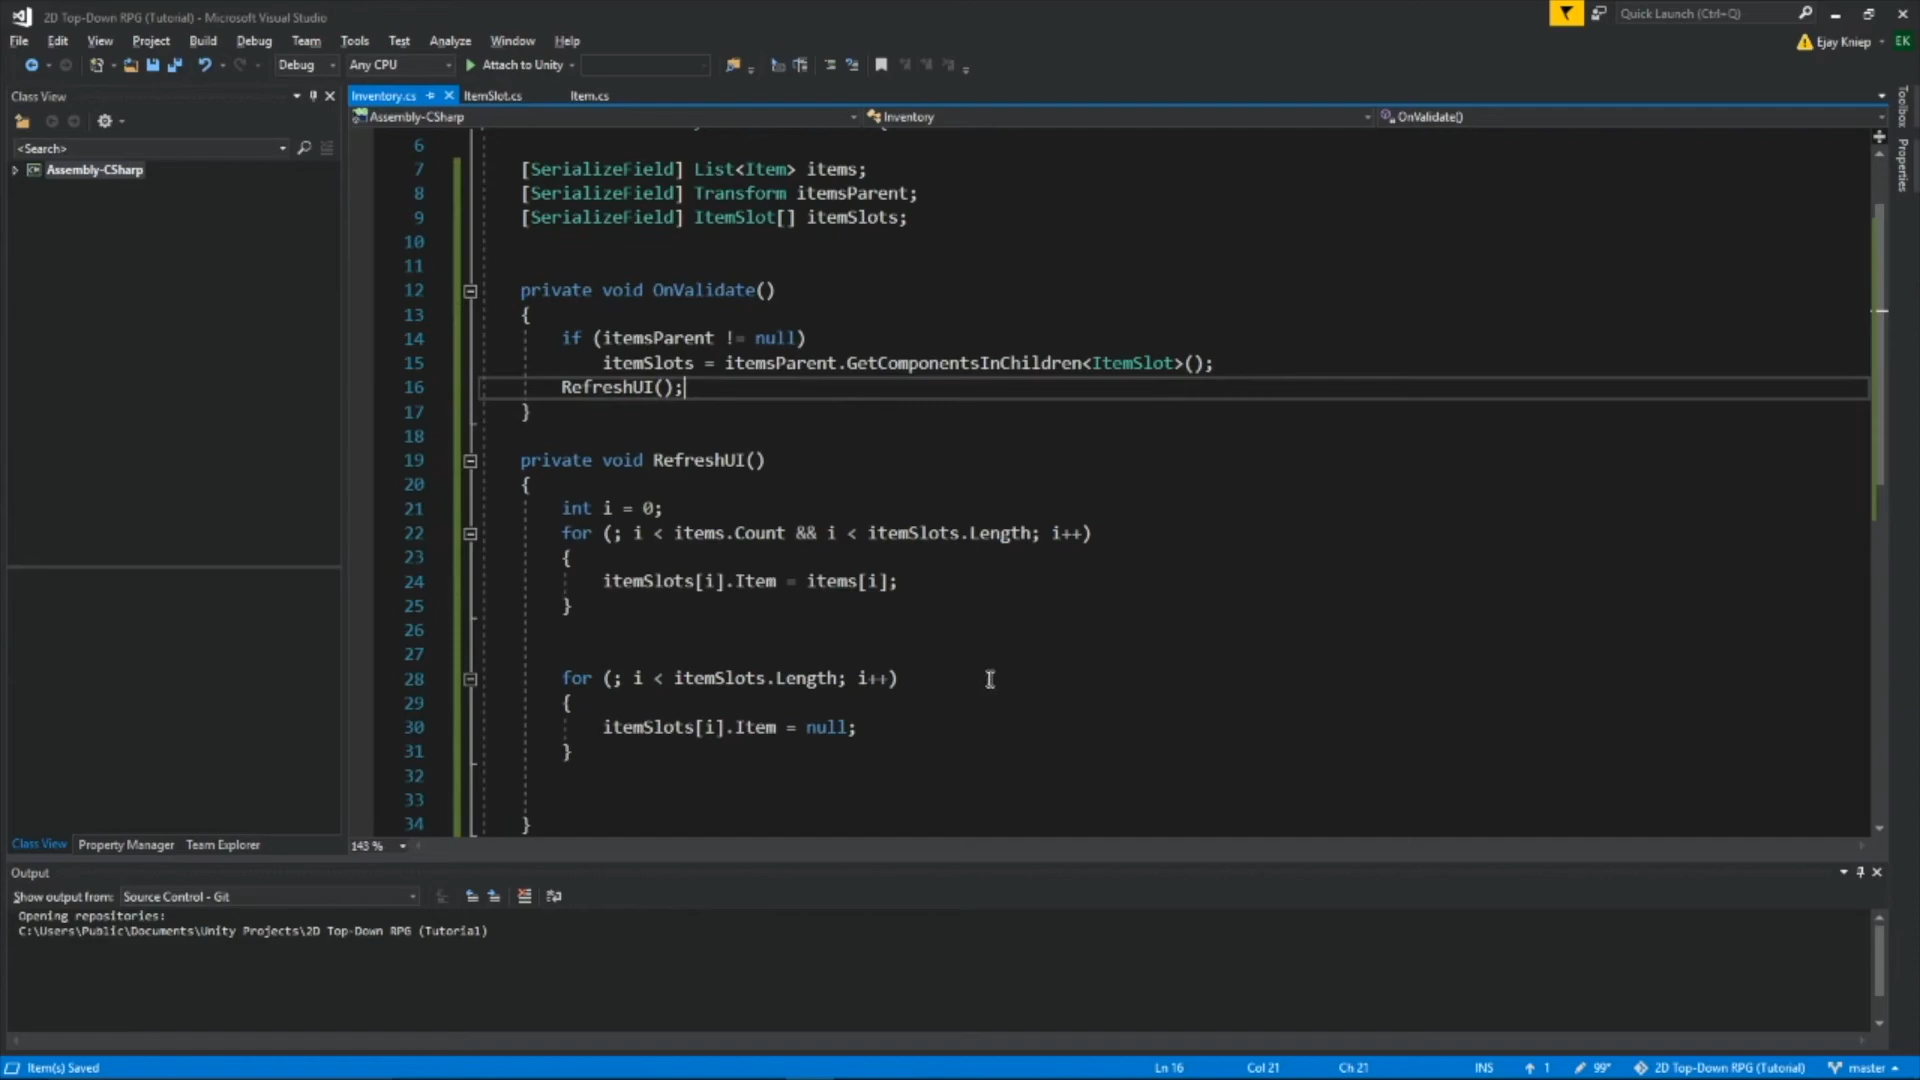 2D Top-Down RPG (Tutorial) - Microsoft Visual Studio
Quick Launch (Ctrl+Q)
File Edit View Project Build Debug Team Tools Test Analyze Window Help
Ejay Kniep EK
Debug Any CPU Attach to Unity
Class View
Inventory.cs ItemSlot.cs Item.cs
Assembly-CSharp Inventory OnValidate()
Toolbox
Properties
<Search>
Assembly-CSharp
6
7 [SerializeField] List<Item> items;
8 [SerializeField] Transform itemsParent;
9 [SerializeField] ItemSlot[] itemSlots;
10
11
12 private void OnValidate()
13 {
14 if (itemsParent != null)
15 itemSlots = itemsParent.GetComponentsInChildren<ItemSlot>();
16 RefreshUI();
17 }
18
19 private void RefreshUI()
20 {
21 int i = 0;
22 for (; i < items.Count && i < itemSlots.Length; i++)
23 {
24 itemSlots[i].Item = items[i];
25 }
26
27
28 for (; i < itemSlots.Length; i++)
29 {
30 itemSlots[i].Item = null;
31 }
32
33
34 }
Class View Property Manager Team Explorer
143 %
Output
Show output from: Source Control - Git
Opening repositories:
C:\Users\Public\Documents\Unity Projects\2D Top-Down RPG (Tutorial)
Item(s) Saved Ln 16 Col 21 Ch 21 INS 1 99* 2D Top-Down RPG (Tutorial) master